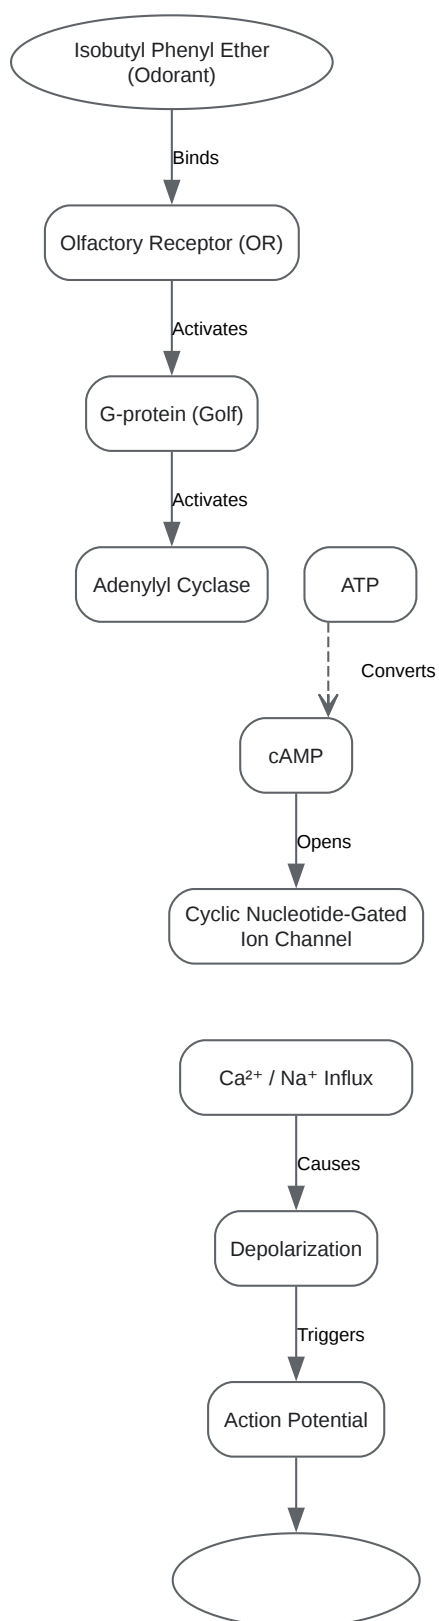 Isobutyl Phenyl Ether
(Odorant)
Binds
Olfactory Receptor (OR)
Activates
G-protein (Golf)
Activates
Adenylyl Cyclase
ATP
Converts
cAMP
Opens
Cyclic Nucleotide-Gated
Ion Channel
Ca²⁺ / Na⁺ Influx
Causes
Depolarization
Triggers
Action Potential